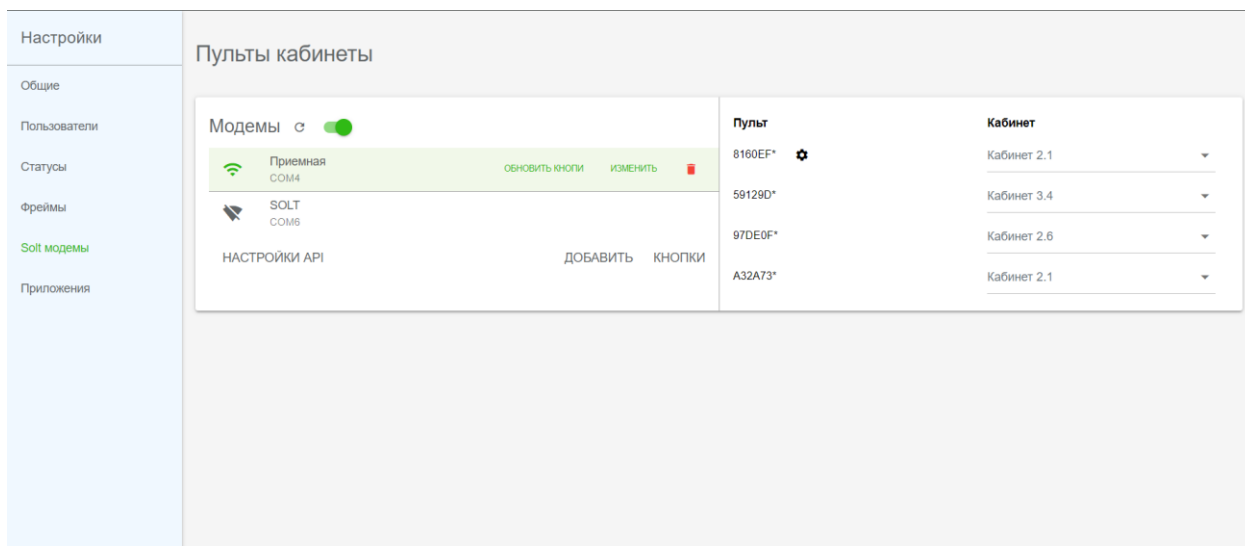 Настройки
Общие
Пользователи
Статусы
Фреймы
Solt модемы
Приложения
Пульты кабинеты
Модемы
Приемная
COM4
ОБНОВИТЬ КНОПИ ИЗМЕНИТЬ
SOLT
COM6
НАСТРОЙКИ API ДОБАВИТЬ КНОПКИ
Пульт Кабинет
8160EF* Кабинет 2.1
59129D* Кабинет 3.4
97DE0F* Кабинет 2.6
A32A73* Кабинет 2.1